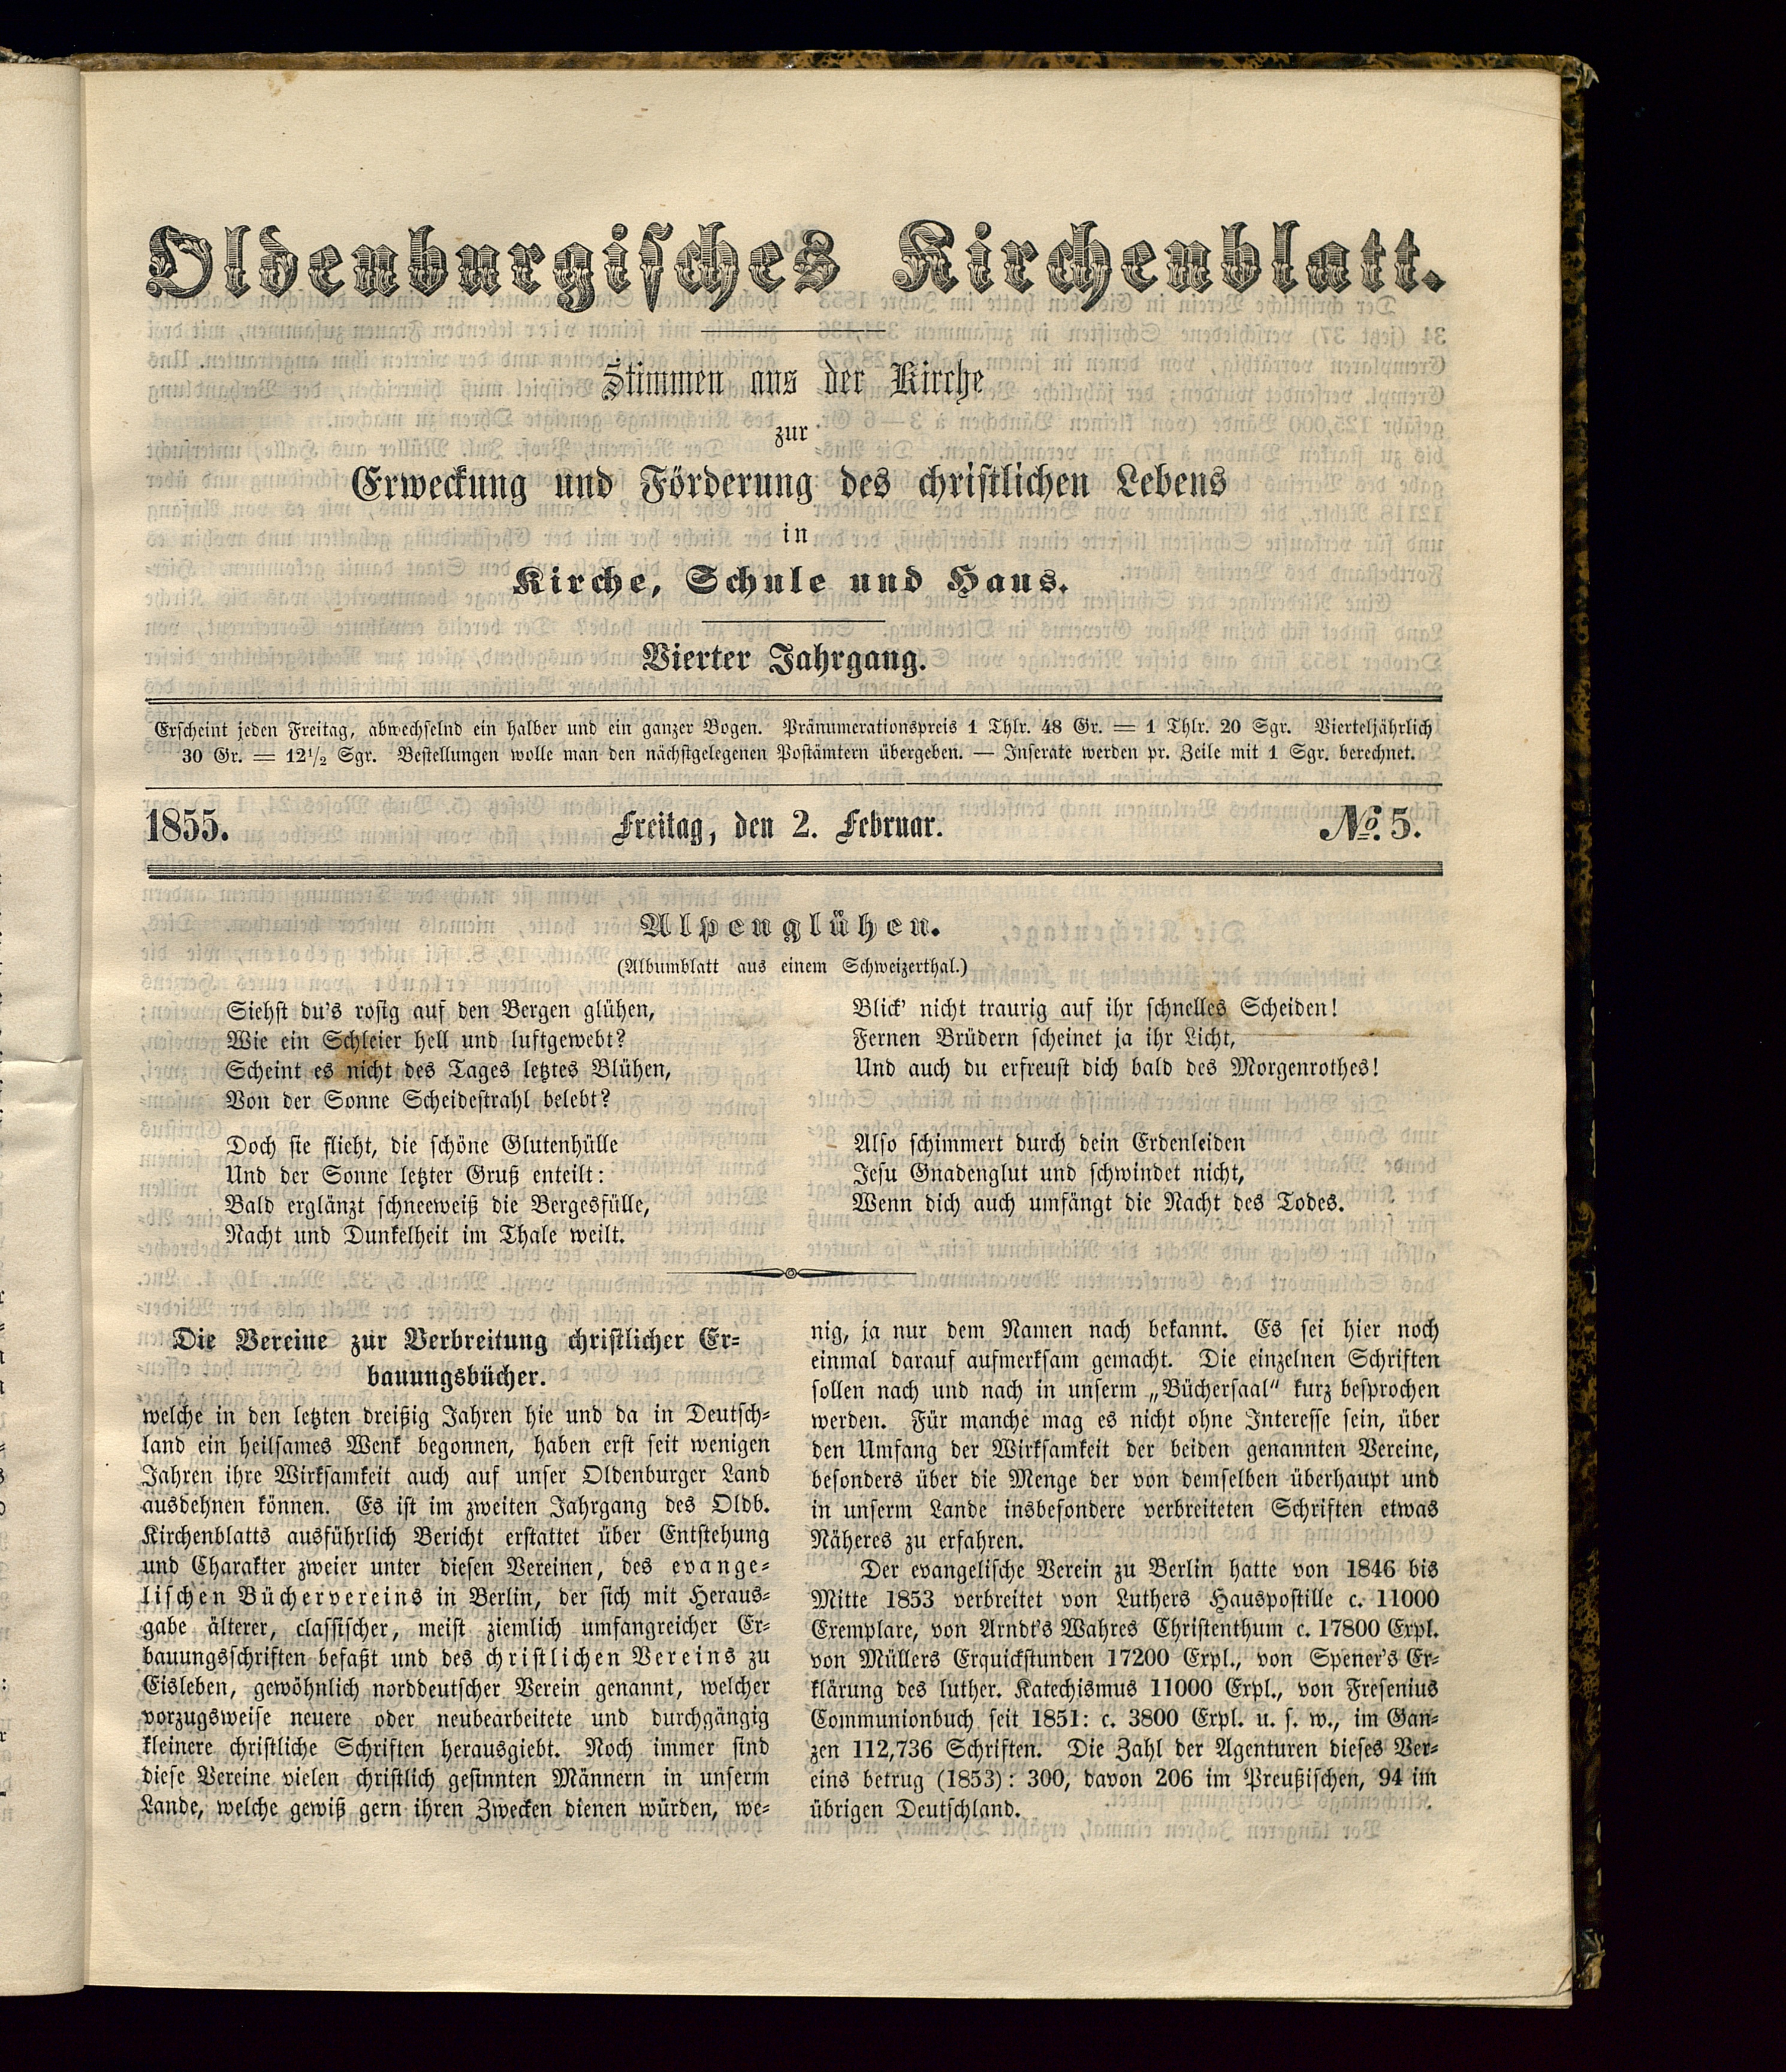 Oldenburgisches Kirchenblatt.
Stimmen aus der Kirche
zur
Erweckung und Förderung des christlichen Lebens
in
Kirche, Schule und Haus.
Vierter Jahrgang.
Erscheint jeden Freitag, abwechselnd ein halber und ein ganzer Bogen. Pränumerationspreis 1 Thlr. 48 Gr. = 1 Thlr. 20 Sgr. Vierteljährlich
30 Gr. = 12½ Sgr. Bestellungen wolle man den nächstgelegenen Postämtern übergeben. — Inserate werden pr. Zeile mit 1 Sgr. berechnet.
1855. Freitag, den 2. Februar. No. 5.
Alpenglühen.
(Albumblatt aus einem Schweizerthal.)
Siehst du's rosig auf den Bergen glühen,
Wie ein Schleier hell und luftgewebt?
Scheint es nicht des Tages letztes Blühen,
Von der Sonne Scheidestrahl belebt?
Doch sie flieht, die schöne Glutenhülle
Und der Sonne letzter Gruß enteilt:
Bald erglänzt schneeweiß die Bergesfülle,
Nacht und Dunkelheit im Thale weilt.
Blick' nicht traurig auf ihr schnelles Scheiden!
Fernen Brüdern scheinet ja ihr Licht,
Und auch du erfreust dich bald des Morgenrothes!
Also schimmert durch dein Erdenleiden
Jesu Gnadenglut und schwindet nicht,
Wenn dich auch umfängt die Nacht des Todes.
Die Vereine zur Verbreitung christlicher Er-
bauungsbücher.
welche in den letzten dreißig Jahren hie und da in Deutsch-
land ein heilsames Wenk begonnen, haben erst seit wenigen
Jahren ihre Wirksamkeit auch auf unser Oldenburger Land
ausdehnen können. Es ist im zweiten Jahrgang des Oldb.
Kirchenblatts ausführlich Bericht erstattet über Entstehung
und Charakter zweier unter diesen Vereinen, des evange-
lischen Büchervereins in Berlin, der sich mit Heraus-
gabe älterer, classischer, meist ziemlich umfangreicher Er-
bauungsschriften befaßt und des christlichen Vereins zu
Eisleben, gewöhnlich norddeutscher Verein genannt, welcher
vorzugsweise neuere oder neubearbeitete und durchgängig
kleinere christliche Schriften herausgiebt. Noch immer sind
diese Vereine vielen christlich gesinnten Männern in unserm
Lande, welche gewiß gern ihren Zwecken dienen würden, we-
nig, ja nur dem Namen nach bekannt. Es sei hier noch
einmal darauf aufmerksam gemacht. Die einzelnen Schriften
sollen nach und nach in unserm „Büchersaal“ kurz besprochen
werden. Für manche mag es nicht ohne Interesse sein, über
den Umfang der Wirksamkeit der beiden genannten Vereine,
besonders über die Menge der von demselben überhaupt und
in unserm Lande insbesondere verbreiteten Schriften etwas
Näheres zu erfahren.
Der evangelische Verein zu Berlin hatte von 1846 bis
Mitte 1853 verbreitet von Luthers Hauspostille c. 11000
Exemplare, von Arndt's Wahres Christenthum c. 17800 Expl.
von Müllers Erquickstunden 17200 Expl., von Spener's Er-
klärung des luther. Katechismus 11000 Expl., von Fresenius
Communionbuch seit 1851: c. 3800 Expl. u. s. w., im Gan-
zen 112,736 Schriften. Die Zahl der Agenturen dieses Ver-
eins betrug (1853): 300, davon 206 im Preußischen, 94 im
übrigen Deutschland.